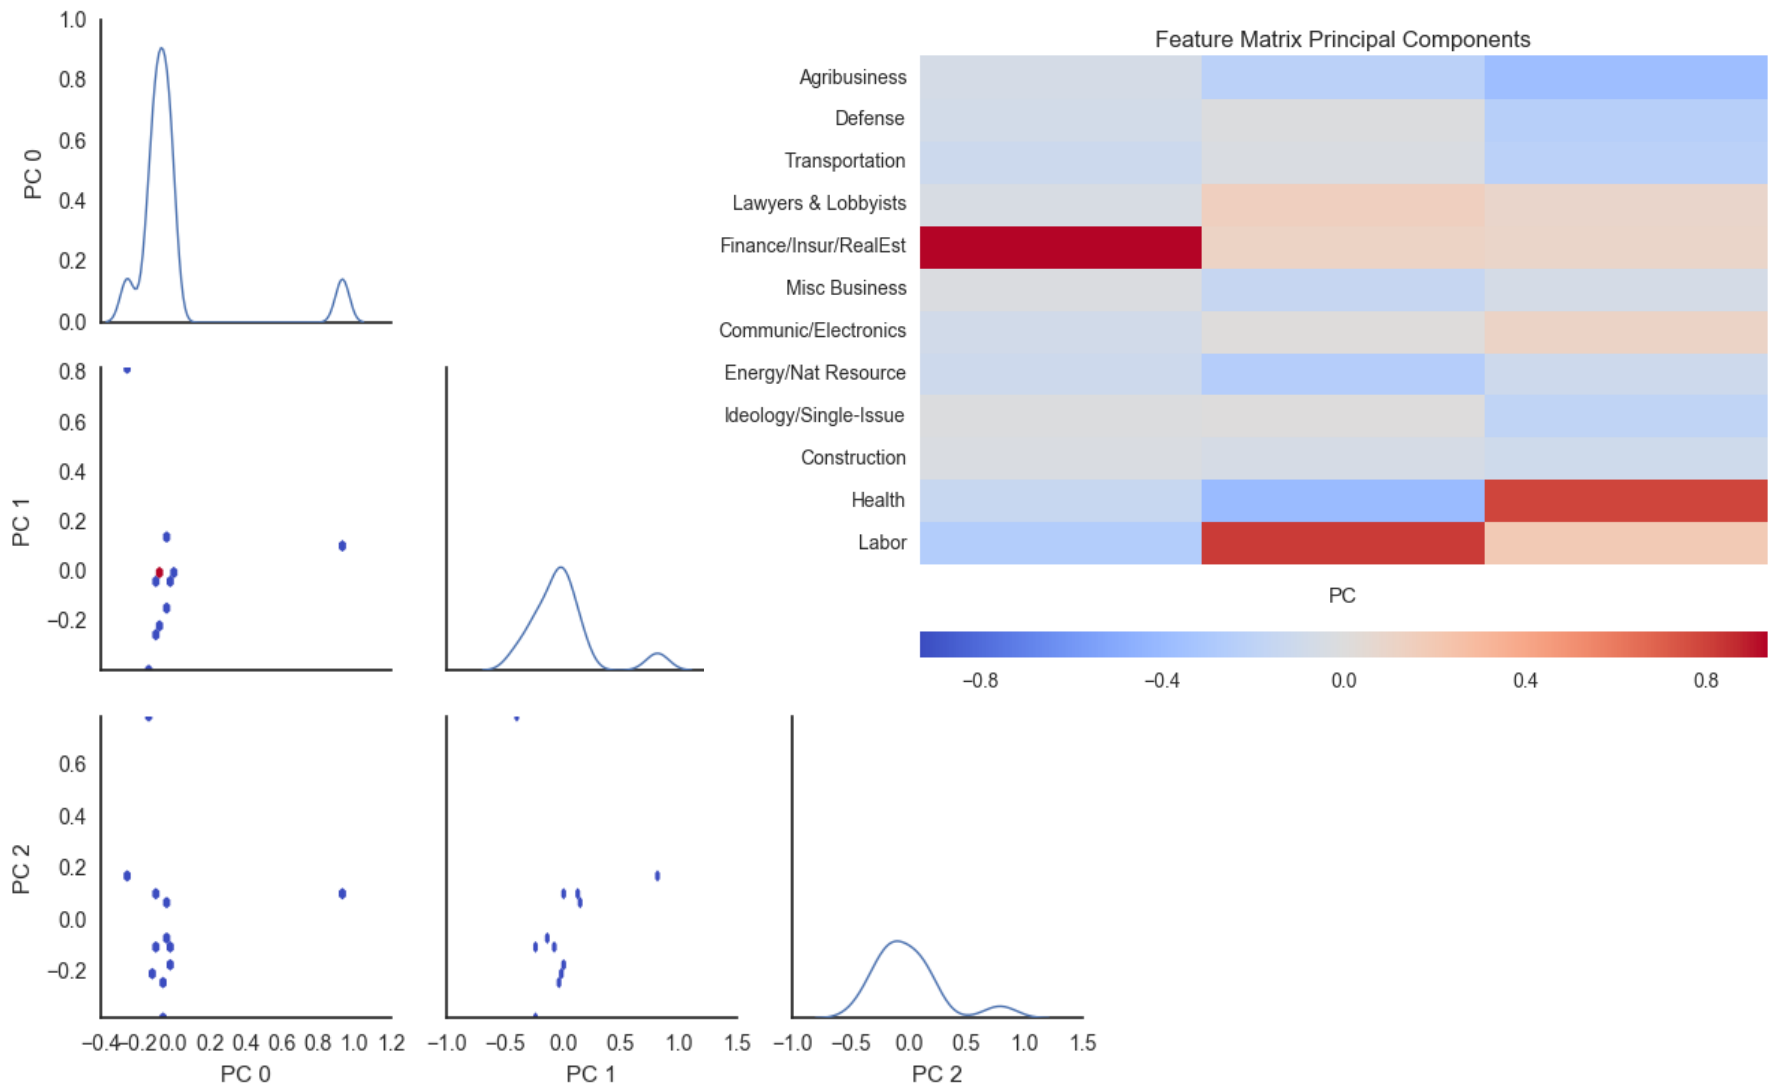 1.0
0.8
0.6
0.4
0.2
0.0
PC 0
0.8
0.6
0.4
0.2
0.0
−0.2
PC 1
0.6
0.4
0.2
0.0
−0.2
PC 2
−0.4 −0.2 0.0 0.2 0.4 0.6 0.8 1.0 1.2
PC 0
−1.0 −0.5 0.0 0.5 1.0 1.5
PC 1
−1.0 −0.5 0.0 0.5 1.0 1.5
PC 2
Feature Matrix Principal Components
Agribusiness
Defense
Transportation
Lawyers & Lobbyists
Finance/Insur/RealEst
Misc Business
Communic/Electronics
Energy/Nat Resource
Ideology/Single-Issue
Construction
Health
Labor
PC
−0.8 −0.4 0.0 0.4 0.8